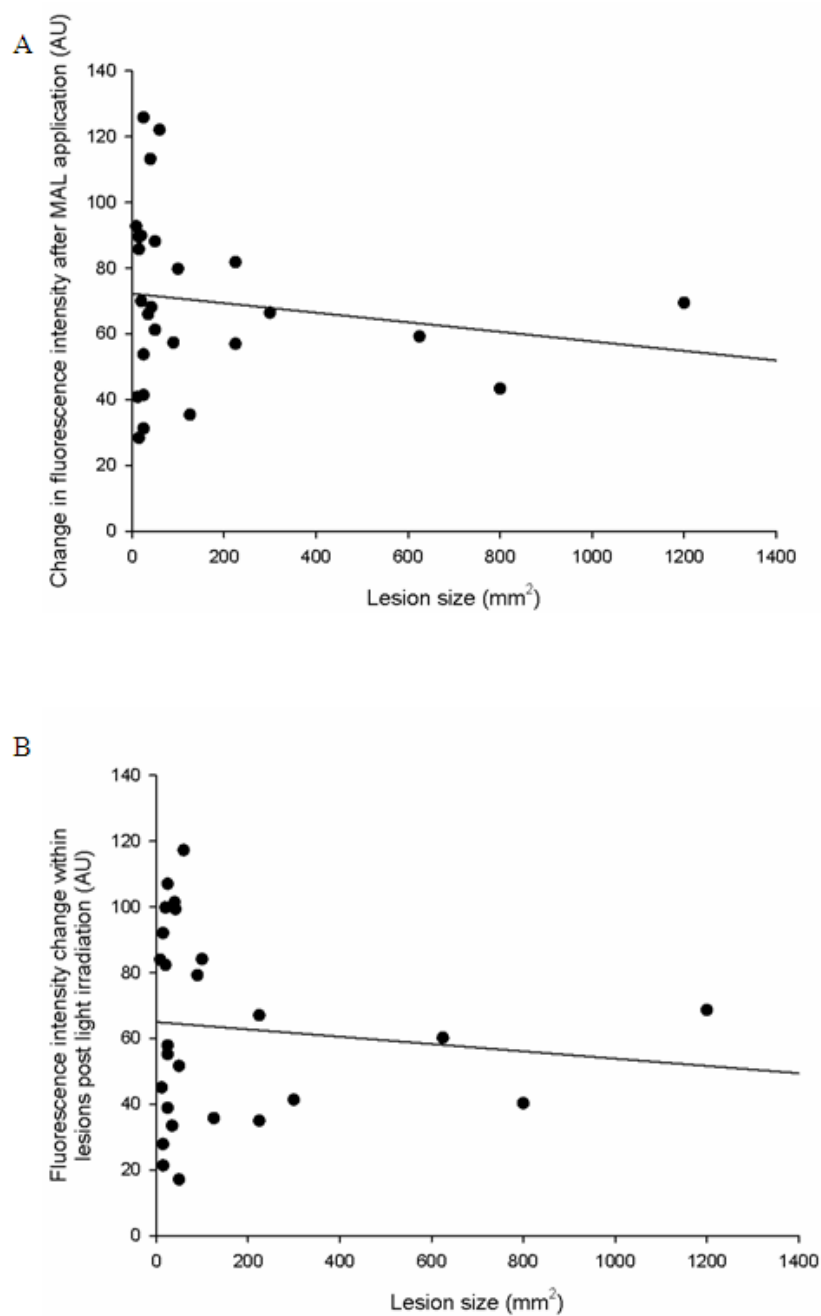 A
Change in fluorescence intensity after MAL application (AU)
140
120
100
80
60
40
20
0
0 200 400 600 800 1000 1200 1400
Lesion size (mm²)
B
Fluorescence intensity change within
lesions post light irradiation (AU)
140
120
100
80
60
40
20
0
0 200 400 600 800 1000 1200 1400
Lesion size (mm²)